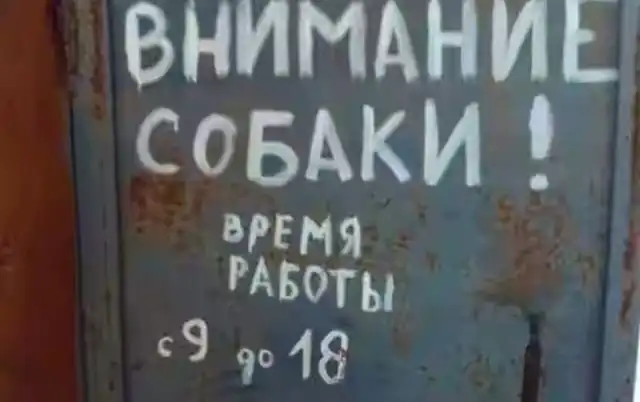 ВНИМАНИЕ
СОБАКИ!
ВРЕМЯ
РАБОТЫ
с 9 до 18